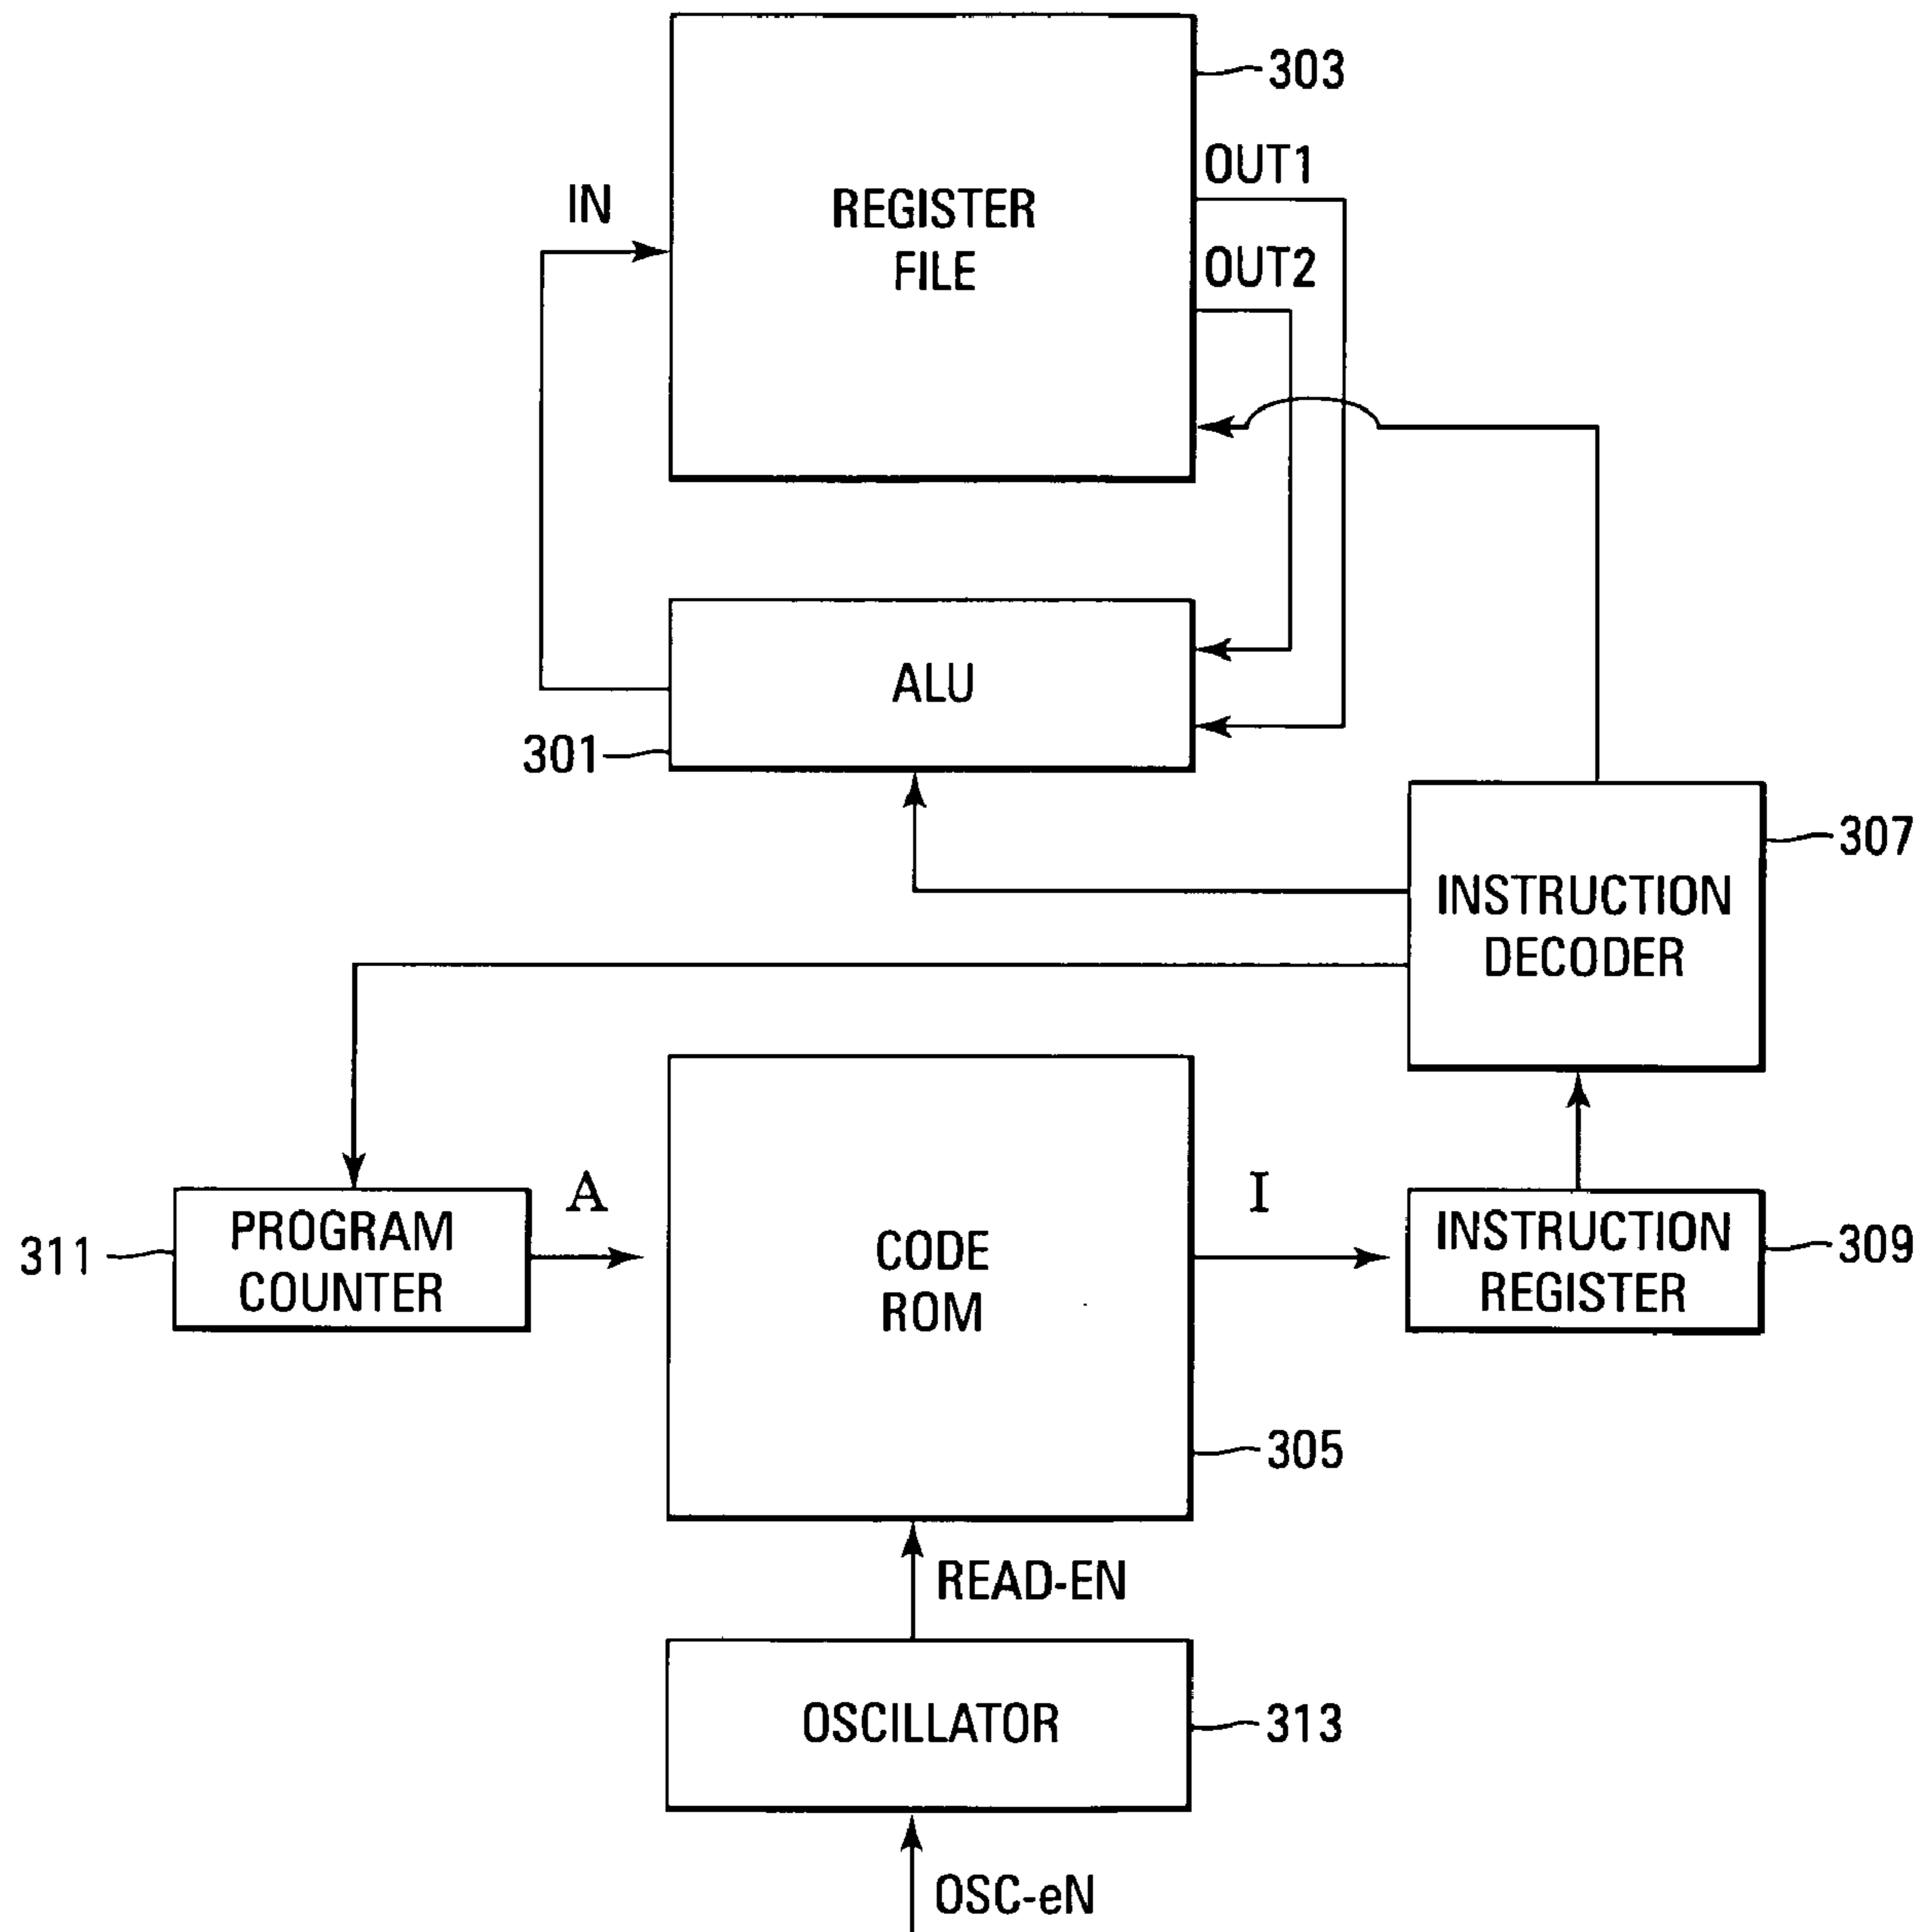 303
OUT1
IN
REGISTER
FILE
OUT2
ALU
301
307
INSTRUCTION
DECODER
A
I
311
PROGRAM
COUNTER
CODE
ROM
INSTRUCTION
REGISTER
309
305
READ-EN
OSCILLATOR
313
OSC-eN